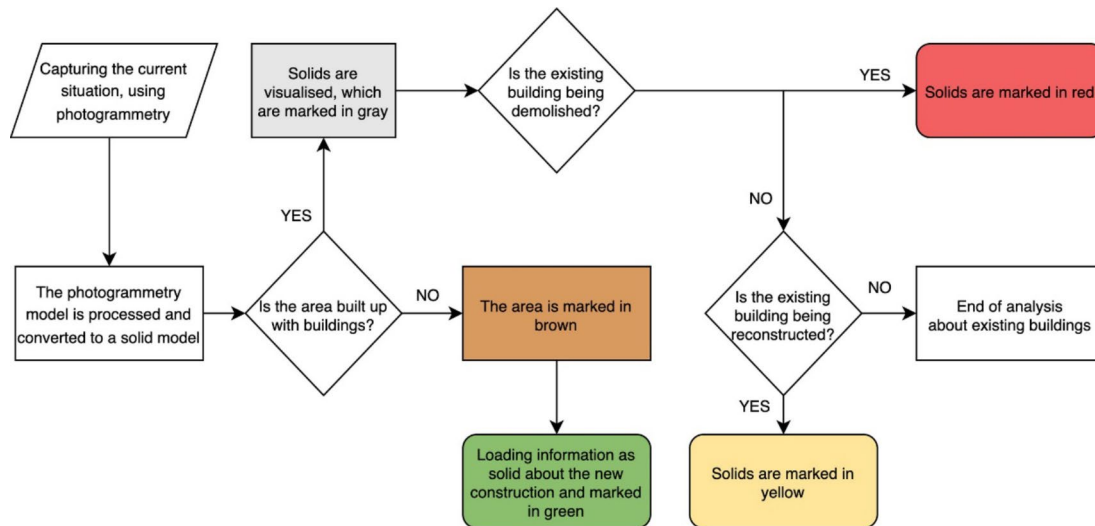 Capturing the current
situation, using
photogrammetry
Solids are
visualised, which
are marked in gray
Is the existing
building being
demolished?
YES
Solids are marked in red
YES
NO
The photogrammetry
model is processed and
converted to a solid model
Is the area built up
with buildings?
NO
The area is marked in
brown
Is the existing
building being
reconstructed?
NO
End of analysis
about existing buildings
YES
Loading information as
solid about the new
construction and marked
in green
Solids are marked in
yellow